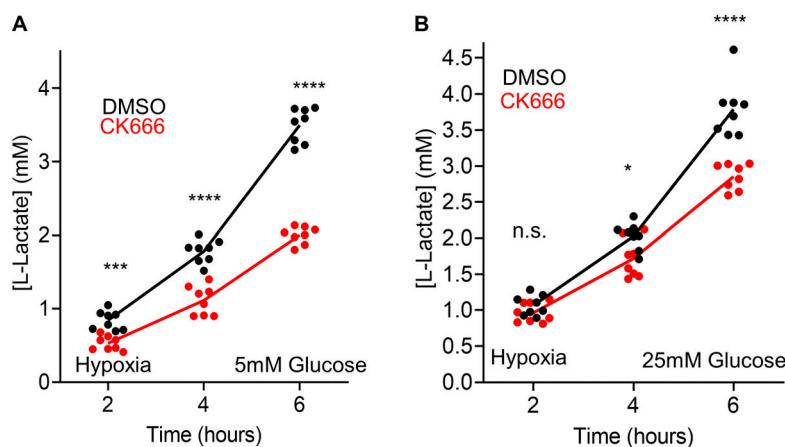 A
[L-Lactate] (mM)
4
3
2
1
0
DMSO
CK666
***
****
****
Hypoxia
5mM Glucose
2
4
6
Time (hours)
B
[L-Lactate] (mM)
4.5
4.0
3.5
3.0
2.5
2.0
1.5
1.0
0.5
0.0
DMSO
CK666
n.s.
*
****
Hypoxia
25mM Glucose
2
4
6
Time (hours)